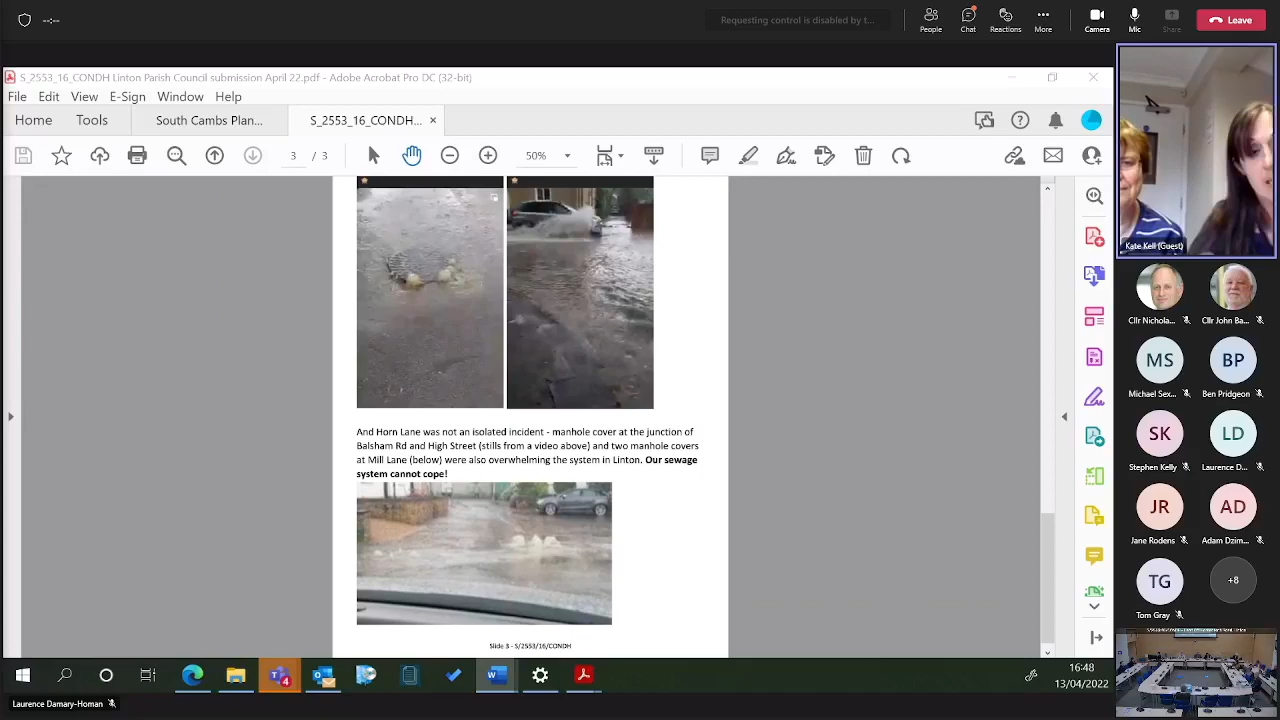 --:--
Requesting control is disabled by t...
People
Chat
Reactions
More
Camera
Mic
Share
Leave
S_2553_16_CONDH Linton Parish Council submission April 22.pdf - Adobe Acrobat Pro DC (32-bit)
File Edit View E-Sign Window Help
Home Tools South Cambs Plan... S_2553_16_CONDH... ×
3 / 3
50%
And Horn Lane was not an isolated incident - manhole cover at the junction of
Balsham Rd and High Street (stills from a video above) and two manhole covers
at Mill Lane (below) were also overwhelming the system in Linton. Our sewage
system cannot cope!
Slide 3 - S/2553/16/CONDH
Kate.Kell (Guest)
Cllr Nichola...
Cllr John Ba...
MS
BP
Michael Sex...
Ben Pridgeon
SK
LD
Stephen Kelly
Laurence D...
JR
AD
Jane Rodens
Adam Dzim...
TG
+8
Tom Gray
4
16:48
13/04/2022
Laurence Damary-Homan